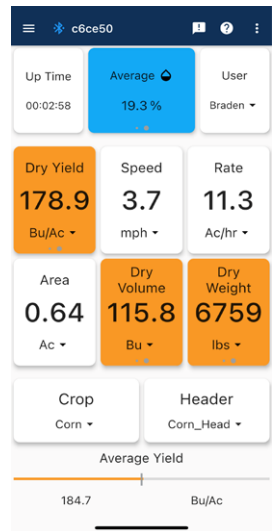 c6ce50
Up Time
00:02:58
Average
19.3 %
User
Braden
Dry Yield
178.9
Bu/Ac
Speed
3.7
mph
Rate
11.3
Ac/hr
Area
0.64
Ac
Dry
Volume
115.8
Bu
Dry
Weight
6759
lbs
Crop
Corn
Header
Corn_Head
Average Yield
184.7
Bu/Ac